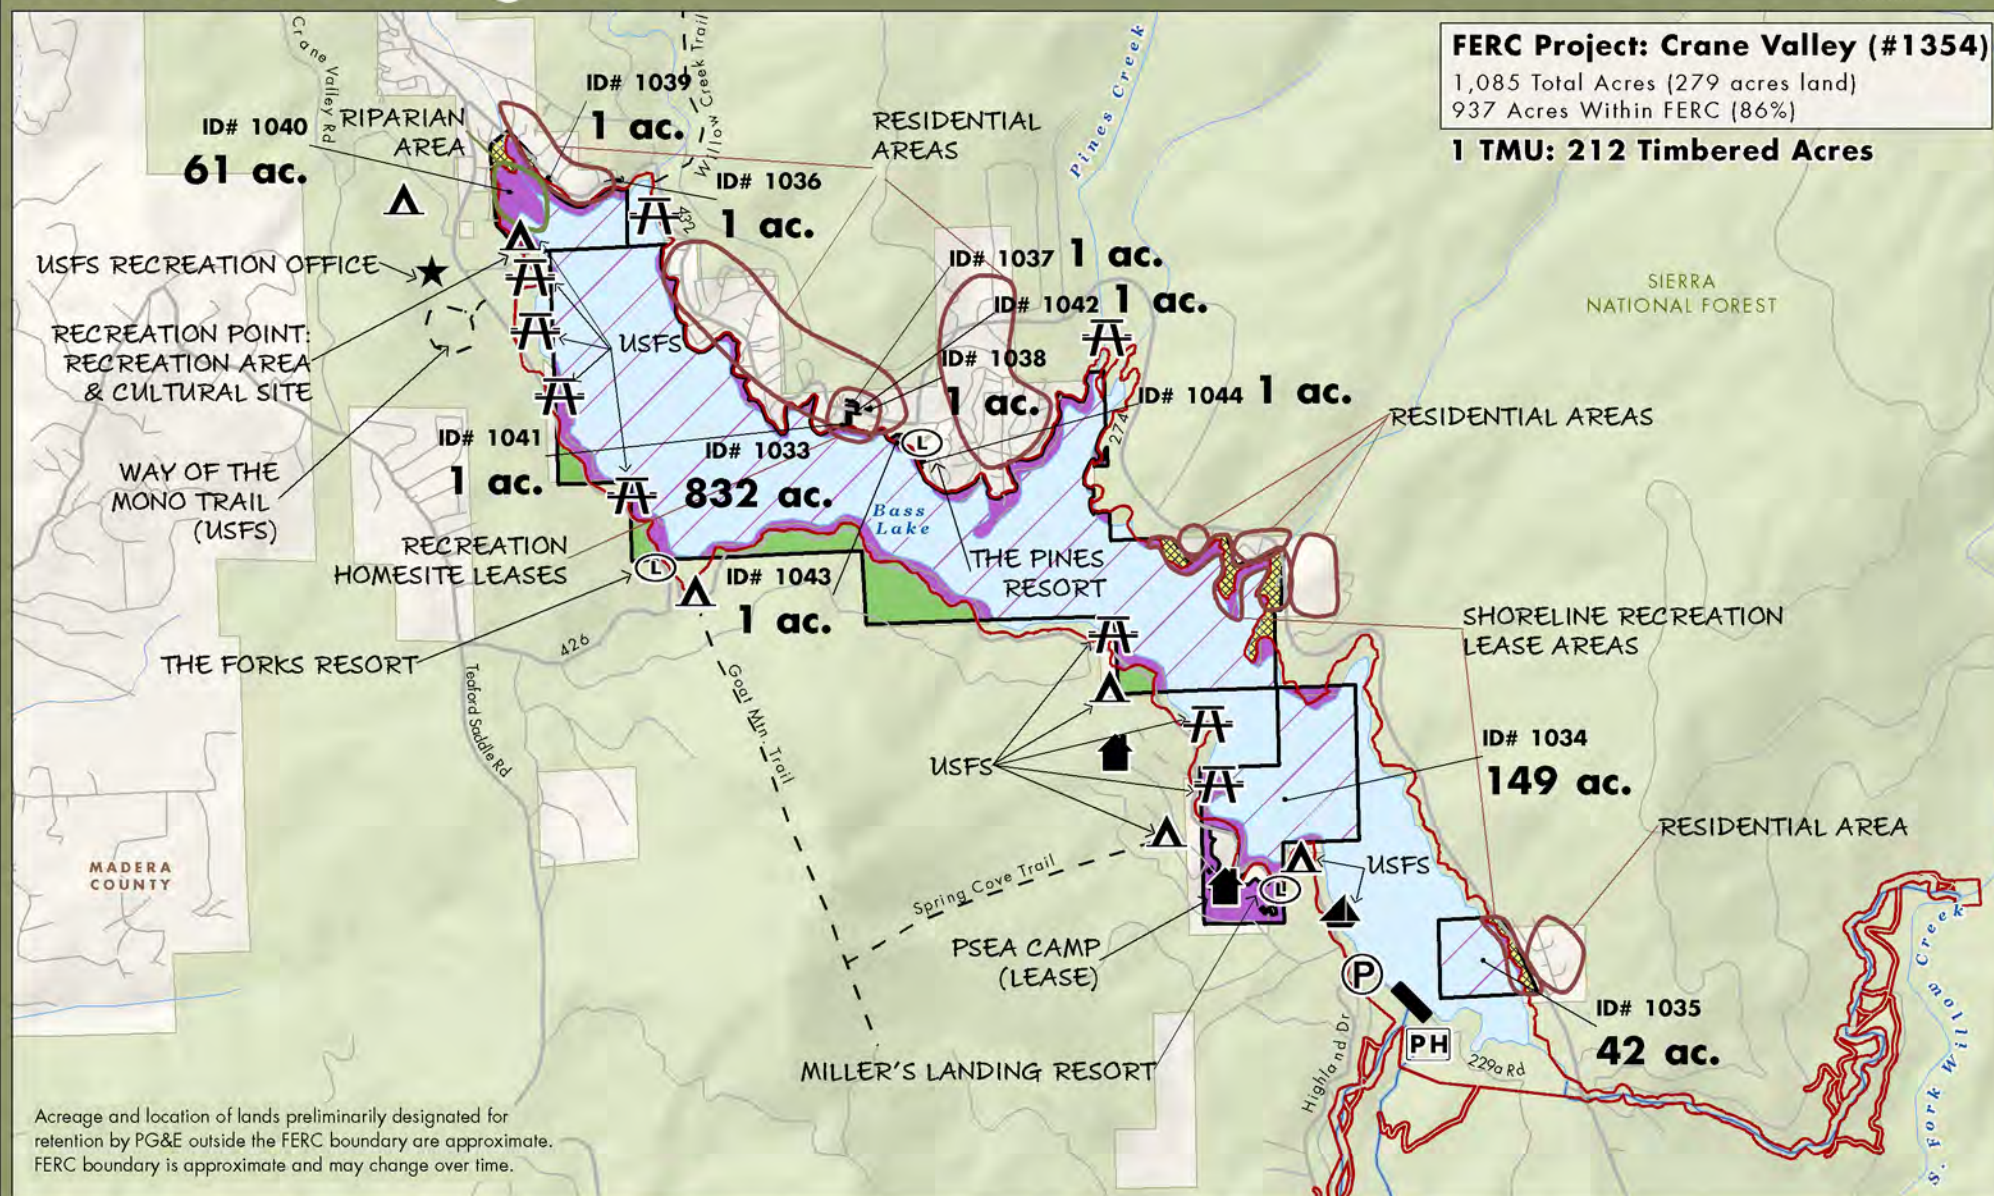 FERC Project: Crane Valley (#1354)
1,085 Total Acres (279 acres land)
937 Acres Within FERC (86%)
1 TMU: 212 Timbered Acres
Crane Valley Rd
Willow Creek Trail
Pines Creek
ID# 1039
1 ac.
ID# 1040
61 ac.
RIPARIAN
AREA
RESIDENTIAL
AREAS
ID# 1036
1 ac.
432
USFS RECREATION OFFICE
ID# 1037 1 ac.
ID# 1042 1 ac.
SIERRA
NATIONAL FOREST
RECREATION POINT:
RECREATION AREA
& CULTURAL SITE
USFS
ID# 1038
1 ac.
ID# 1044 1 ac.
274
RESIDENTIAL AREAS
ID# 1041
1 ac.
ID# 1033
832 ac.
L
WAY OF THE
MONO TRAIL
(USFS)
Bass
Lake
RECREATION
HOMESITE LEASES
L
ID# 1043
1 ac.
THE PINES
RESORT
SHORELINE RECREATION
LEASE AREAS
426
THE FORKS RESORT
Teaford Saddle Rd
Goat Mtn. Trail
USFS
ID# 1034
149 ac.
RESIDENTIAL AREA
MADERA
COUNTY
Spring Cove Trail
USFS
L
PSEA CAMP
(LEASE)
P
S. Fork Willow Creek
ID# 1035
42 ac.
PH
229a Rd
Highland Dr
MILLER'S LANDING RESORT
Acreage and location of lands preliminarily designated for
retention by PG&E outside the FERC boundary are approximate.
FERC boundary is approximate and may change over time.